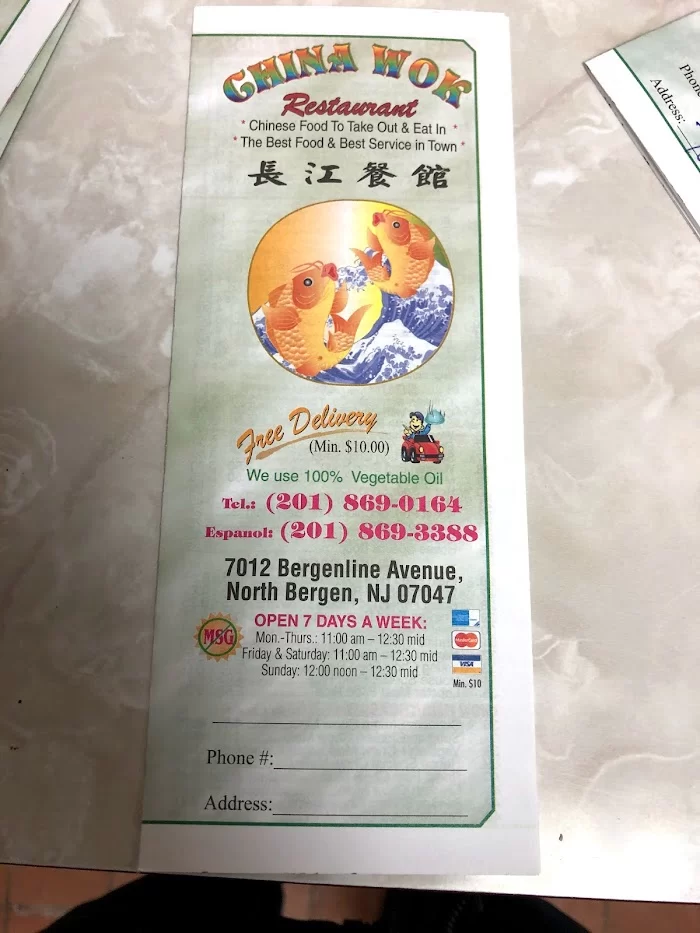 CHINA WOK
Restaurant
* Chinese Food To Take Out & Eat In *
* The Best Food & Best Service in Town *
長江餐館
Free Delivery
(Min. $10.00)
We use 100% Vegetable Oil
Tel.: (201) 869-0164
Espanol: (201) 869-3388
7012 Bergenline Avenue,
North Bergen, NJ 07047
OPEN 7 DAYS A WEEK:
Mon.-Thurs.: 11:00 am – 12:30 mid
Friday & Saturday: 11:00 am – 12:30 mid
Sunday: 12:00 noon – 12:30 mid
MSG
MasterCard
VISA
Min. $10
Phone #:
Address:
Phone
Address: